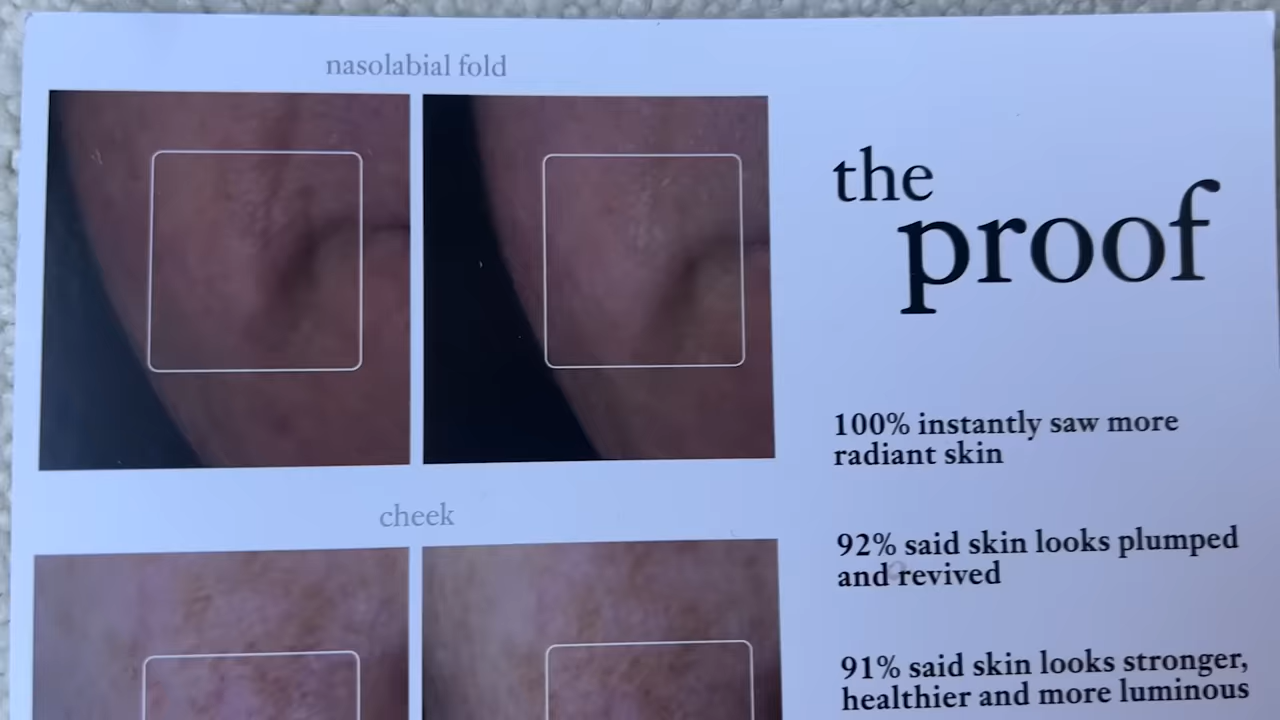 nasolabial fold
the
proof
100% instantly saw more
radiant skin
cheek
92% said skin looks plumped
and revived
91% said skin looks stronger,
healthier and more luminous